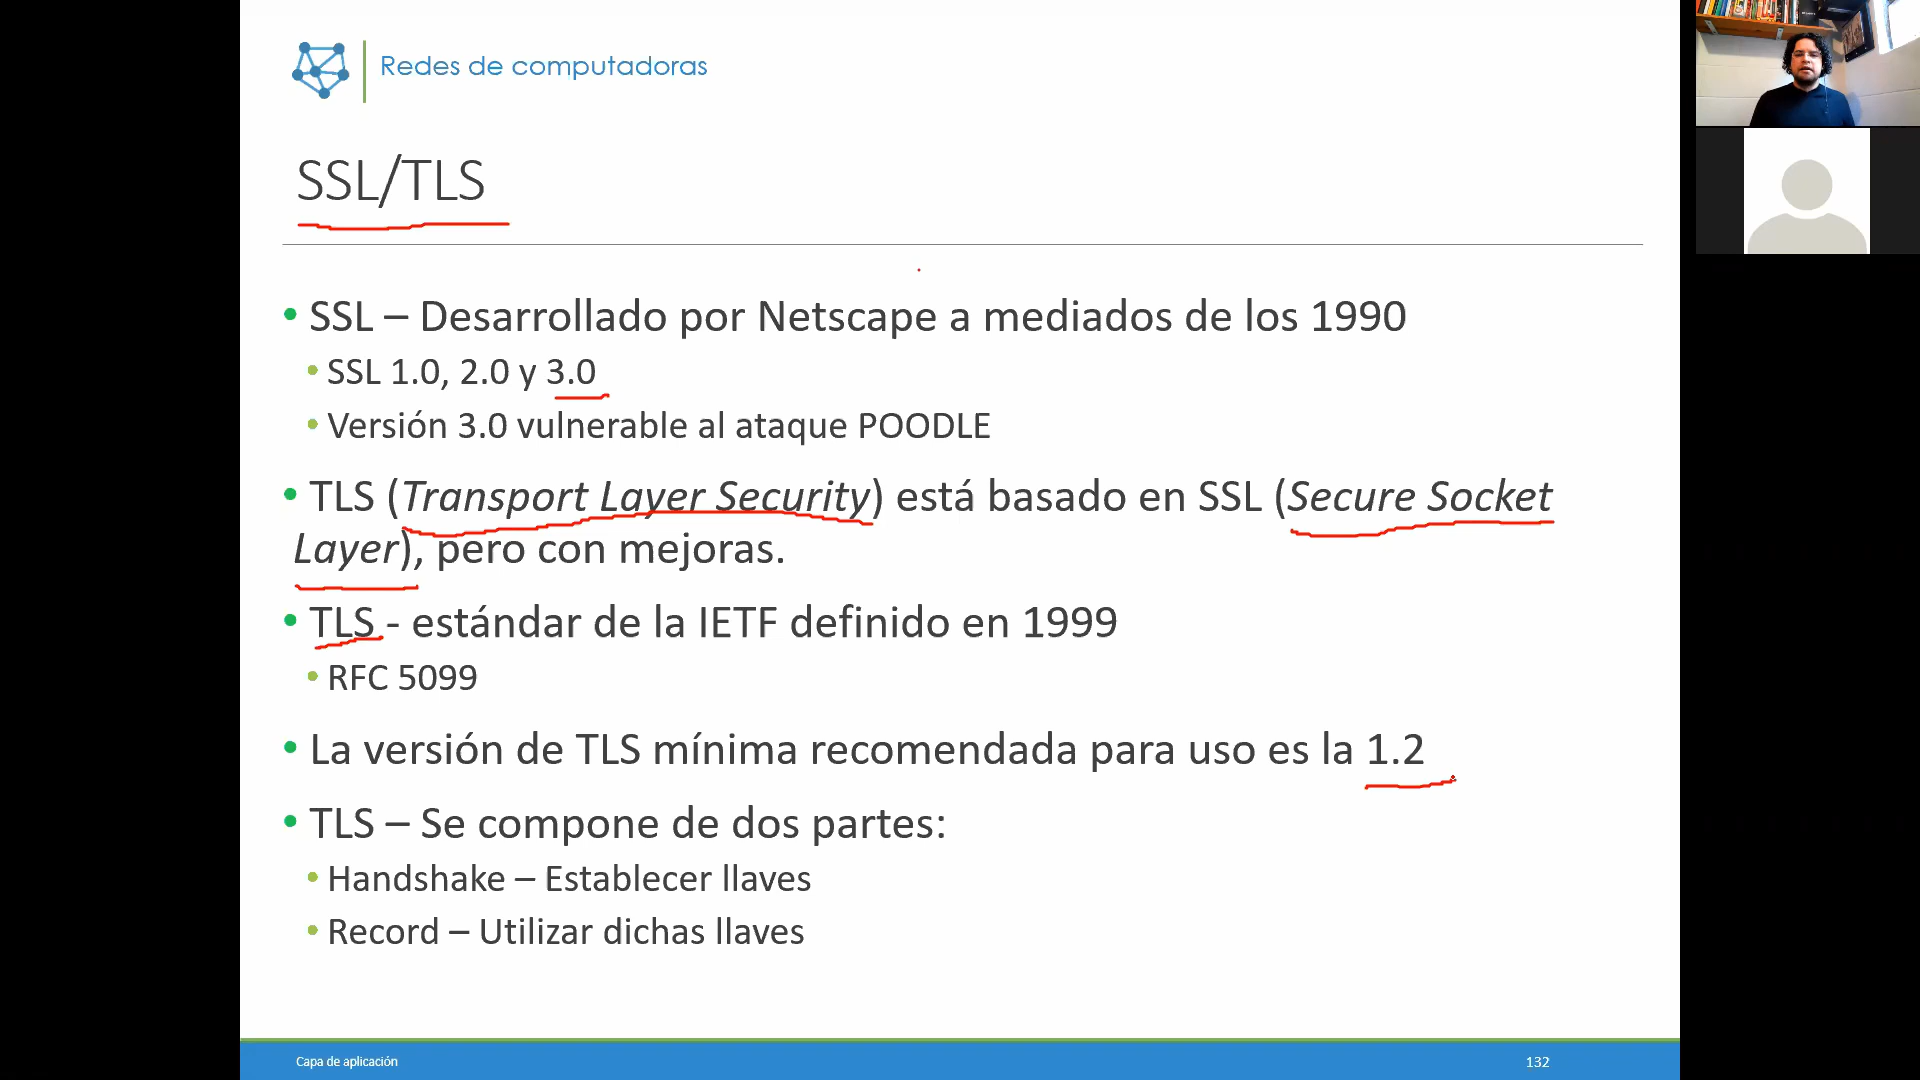 Redes de computadoras
SSL/TLS
• SSL – Desarrollado por Netscape a mediados de los 1990
• SSL 1.0, 2.0 y 3.0
• Versión 3.0 vulnerable al ataque POODLE
• TLS (Transport Layer Security) está basado en SSL (Secure Socket
Layer), pero con mejoras.
• TLS - estándar de la IETF definido en 1999
• RFC 5099
• La versión de TLS mínima recomendada para uso es la 1.2
• TLS – Se compone de dos partes:
• Handshake – Establecer llaves
• Record – Utilizar dichas llaves
Capa de aplicación
132